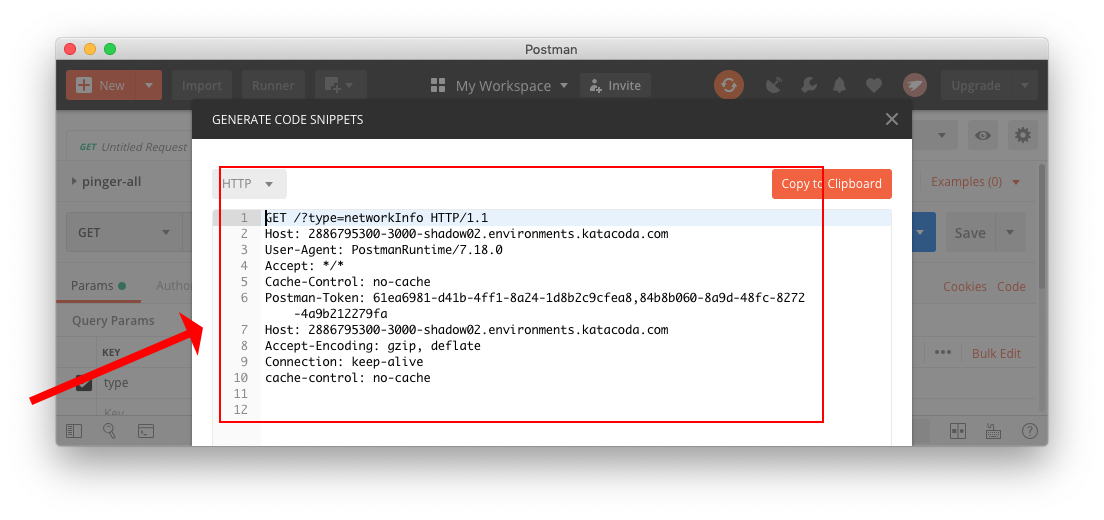 Postman
New
Import
Runner
My Workspace
Invite
Upgrade
GENERATE CODE SNIPPETS
GET Untitled Request
pinger-all
Examples (0)
HTTP
Copy to Clipboard
GET
Save
1 GET /?type=networkInfo HTTP/1.1
2 Host: 2886795300-3000-shadow02.environments.katacoda.com
3 User-Agent: PostmanRuntime/7.18.0
4 Accept: */*
5 Cache-Control: no-cache
6 Postman-Token: 61ea6981-d41b-4ff1-8a24-1d8b2c9cfea8,84b8b060-8a9d-48fc-8272
-4a9b212279fa
7 Host: 2886795300-3000-shadow02.environments.katacoda.com
8 Accept-Encoding: gzip, deflate
9 Connection: keep-alive
10 cache-control: no-cache
11
12
Params
Autho
Cookies
Code
Query Params
KEY
Bulk Edit
type
Key